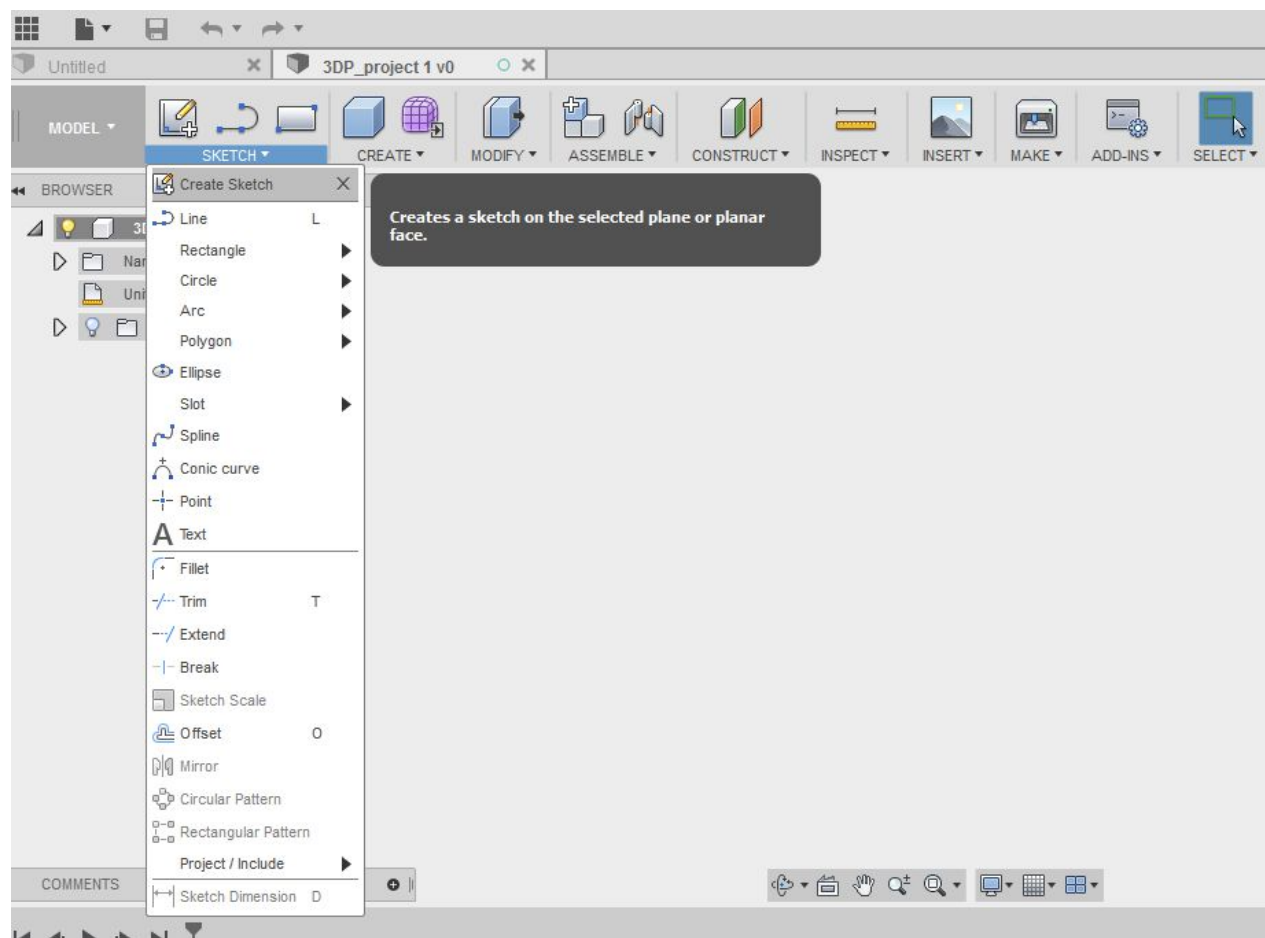 Untitled
3DP_project 1 v0
MODEL
SKETCH
CREATE
MODIFY
ASSEMBLE
CONSTRUCT
INSPECT
INSERT
MAKE
ADD-INS
SELECT
BROWSER
Create Sketch
Creates a sketch on the selected plane or planar
face.
Line L
Rectangle
Circle
Arc
Polygon
Ellipse
Slot
Spline
Conic curve
Point
A Text
Fillet
Trim T
Extend
Break
Sketch Scale
Offset O
Mirror
Circular Pattern
Rectangular Pattern
Project / Include
Sketch Dimension D
COMMENTS